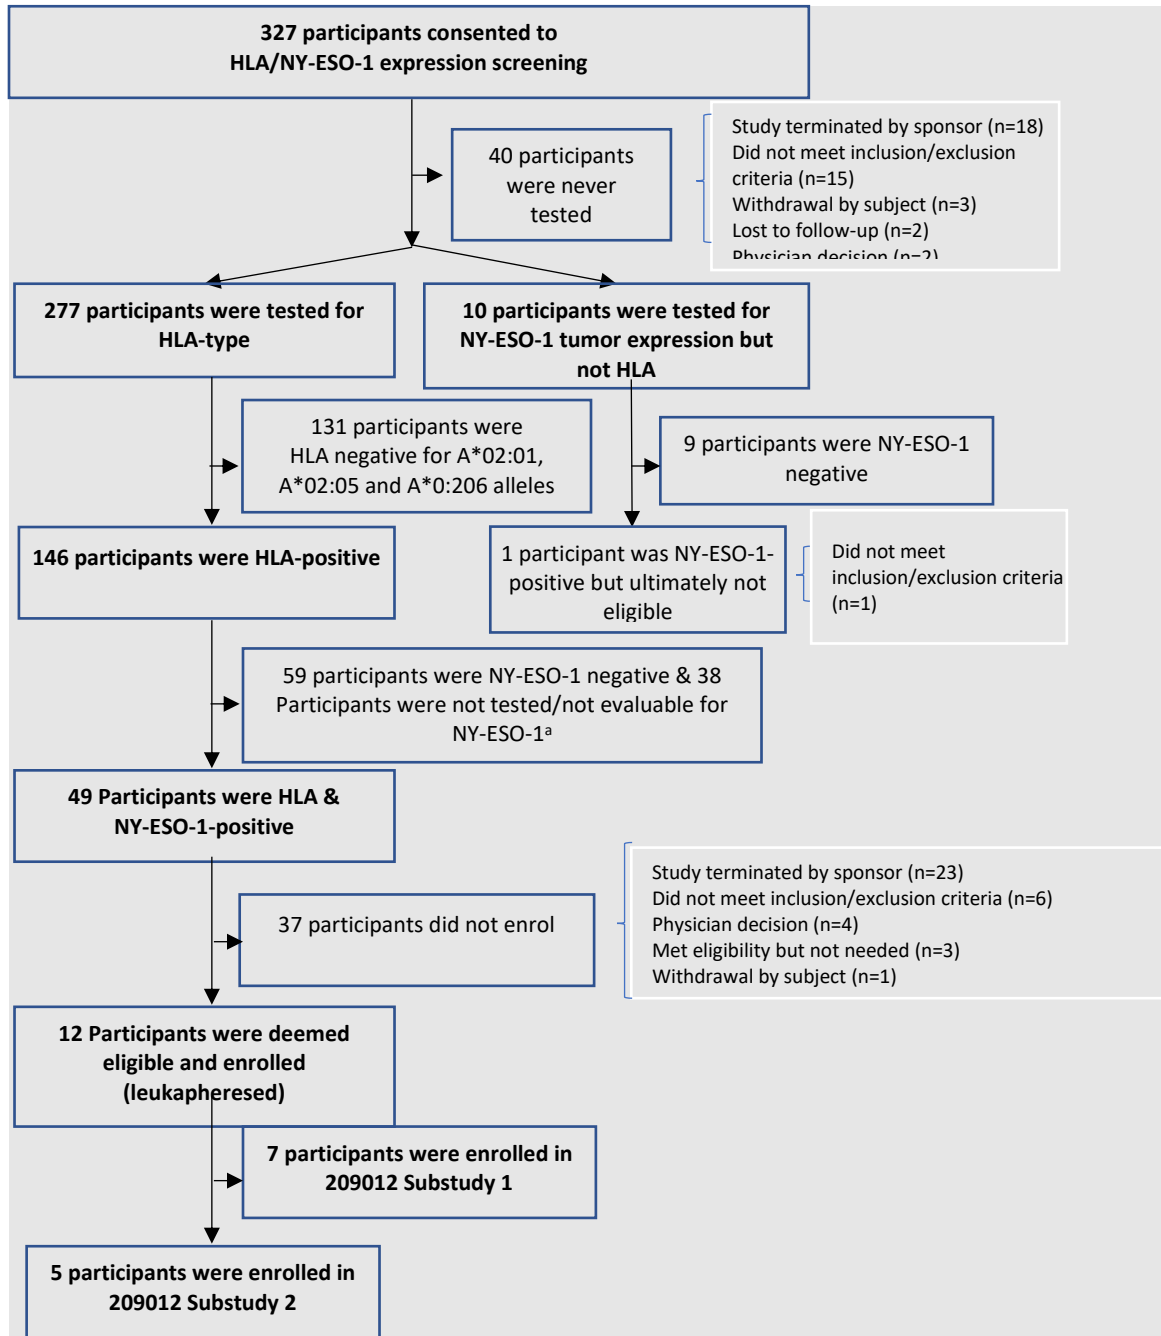 327 participants consented to
HLA/NY-ESO-1 expression screening
40 participants
were never
tested
Study terminated by sponsor (n=18)
Did not meet inclusion/exclusion
criteria (n=15)
Withdrawal by subject (n=3)
Lost to follow-up (n=2)
Physician decision (n=2)
277 participants were tested for
HLA-type
10 participants were tested for
NY-ESO-1 tumor expression but
not HLA
131 participants were
HLA negative for A*02:01,
A*02:05 and A*0:206 alleles
9 participants were NY-ESO-1
negative
146 participants were HLA-positive
1 participant was NY-ESO-1-
positive but ultimately not
eligible
Did not meet
inclusion/exclusion criteria
(n=1)
59 participants were NY-ESO-1 negative & 38
Participants were not tested/not evaluable for
NY-ESO-1ᵃ
49 Participants were HLA &
NY-ESO-1-positive
37 participants did not enrol
Study terminated by sponsor (n=23)
Did not meet inclusion/exclusion criteria (n=6)
Physician decision (n=4)
Met eligibility but not needed (n=3)
Withdrawal by subject (n=1)
12 Participants were deemed
eligible and enrolled
(leukapheresed)
7 participants were enrolled in
209012 Substudy 1
5 participants were enrolled in
209012 Substudy 2